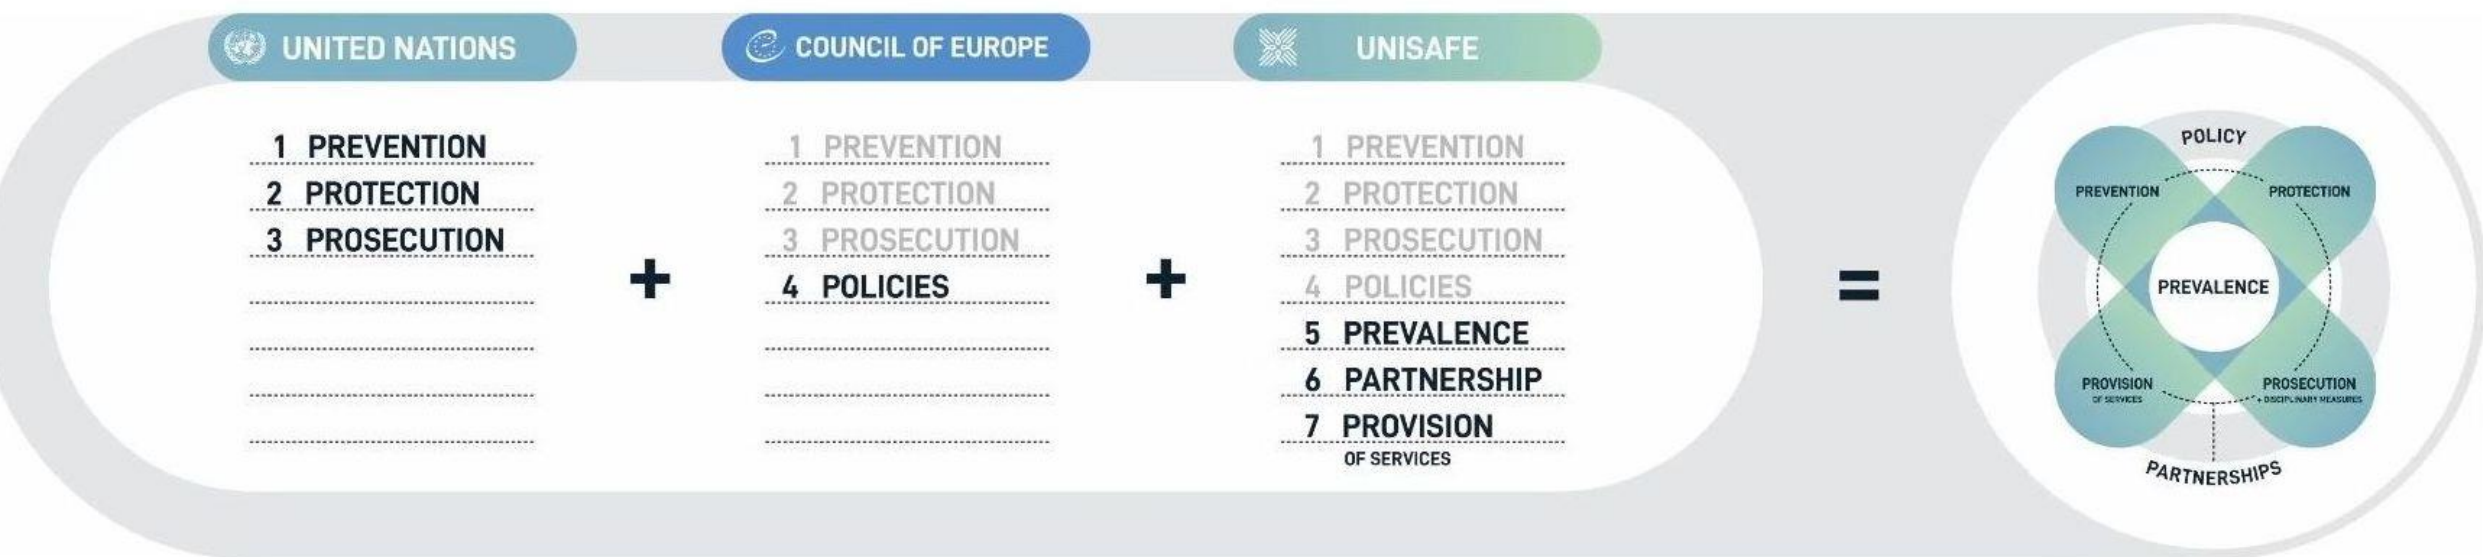 UNITED NATIONS
1 PREVENTION
2 PROTECTION
3 PROSECUTION
+
COUNCIL OF EUROPE
1 PREVENTION
2 PROTECTION
3 PROSECUTION
4 POLICIES
+
UNISAFE
1 PREVENTION
2 PROTECTION
3 PROSECUTION
4 POLICIES
5 PREVALENCE
6 PARTNERSHIP
7 PROVISION
OF SERVICES
=
POLICY
PREVENTION
PROTECTION
PREVALENCE
PROVISION
OF SERVICES
PROSECUTION
+ DISCIPLINARY MEASURES
PARTNERSHIPS